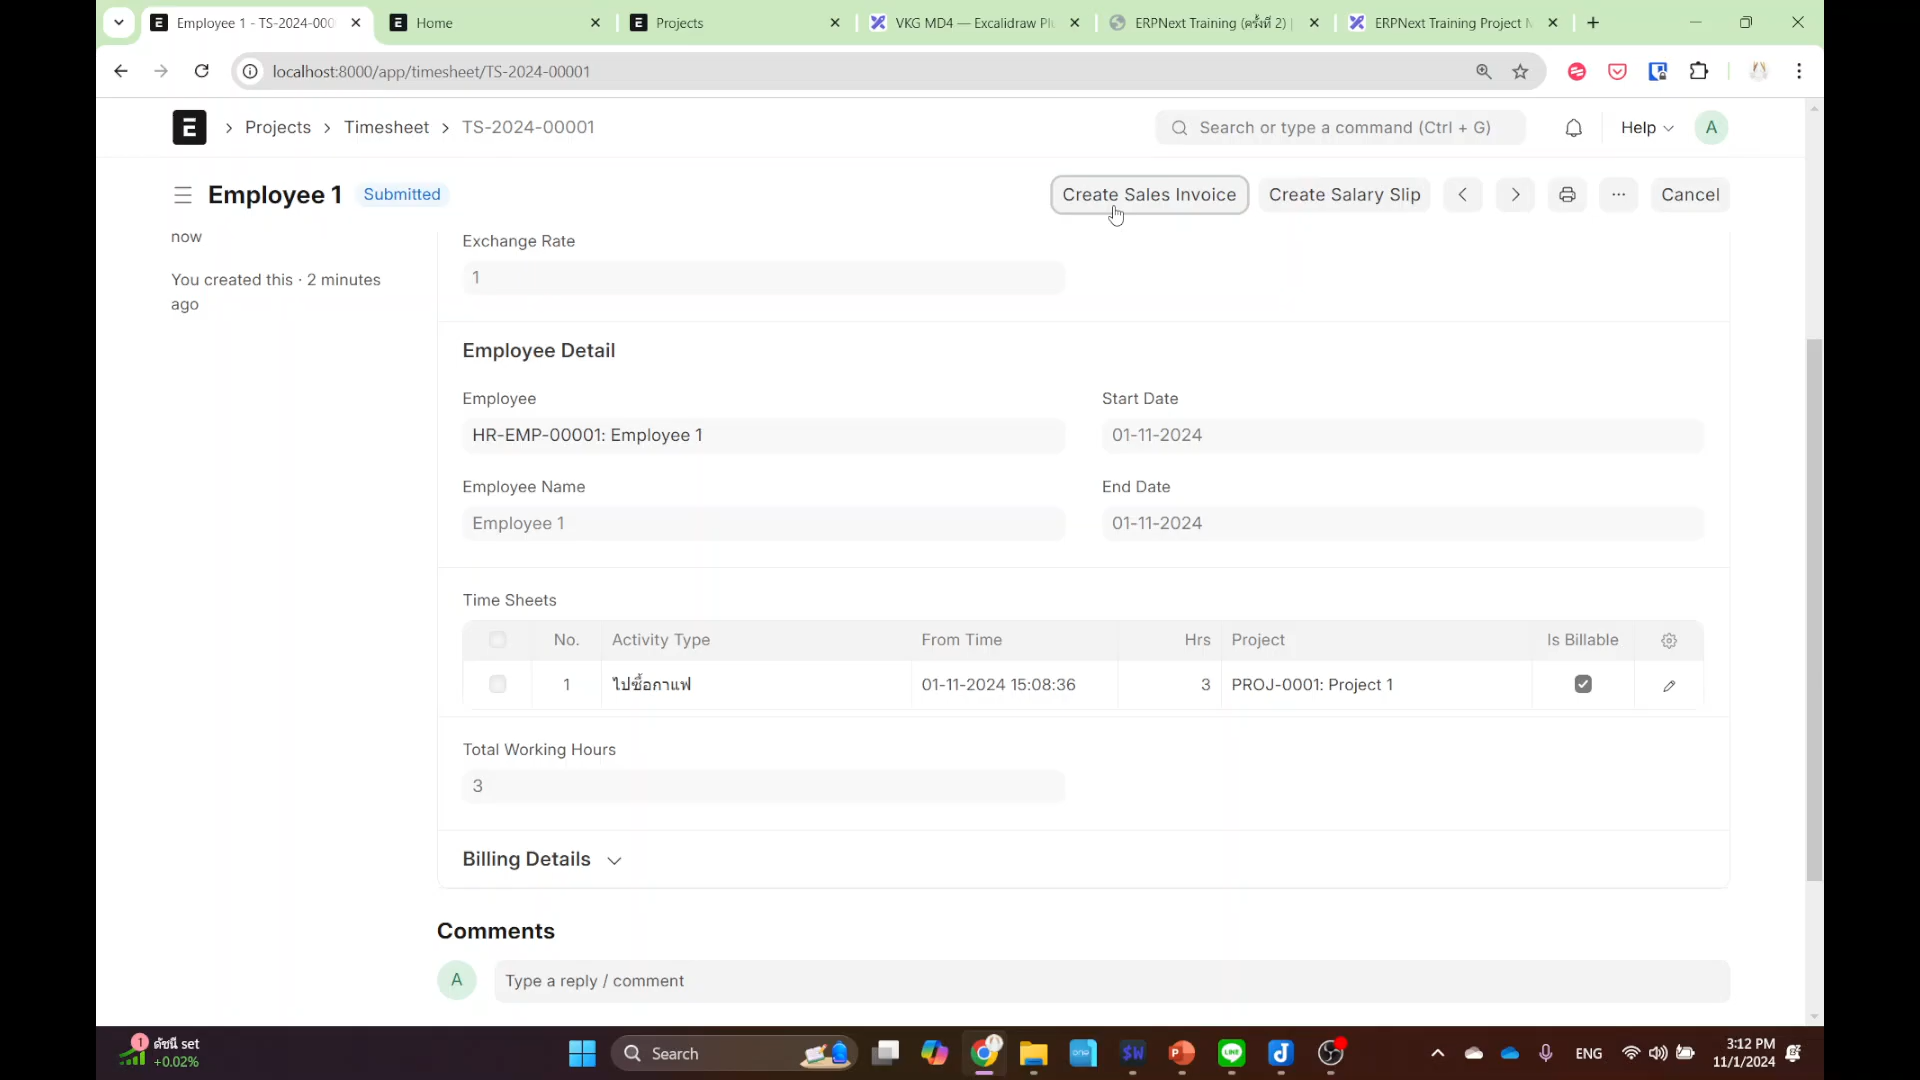 Employee 1 - TS-2024-000
Home
Projects
VKG MD4 — Excalidraw Plu
ERPNext Training (ครั้งที่ 2) |
ERPNext Training Project M
localhost:8000/app/timesheet/TS-2024-00001
E
Projects
Timesheet
TS-2024-00001
Search or type a command (Ctrl + G)
Help
A
Employee 1
Submitted
Create Sales Invoice
Create Salary Slip
Cancel
now
You created this · 2 minutes
ago
Exchange Rate
1
Employee Detail
Employee
HR-EMP-00001: Employee 1
Start Date
01-11-2024
Employee Name
Employee 1
End Date
01-11-2024
Time Sheets
No.
Activity Type
From Time
Hrs
Project
Is Billable
1
ไปซื้อกาแฟ
01-11-2024 15:08:36
3
PROJ-0001: Project 1
Total Working Hours
3
Billing Details
Comments
A
Type a reply / comment
1
ดัชนี set
+0.02%
Search
ENG
3:12 PM
11/1/2024